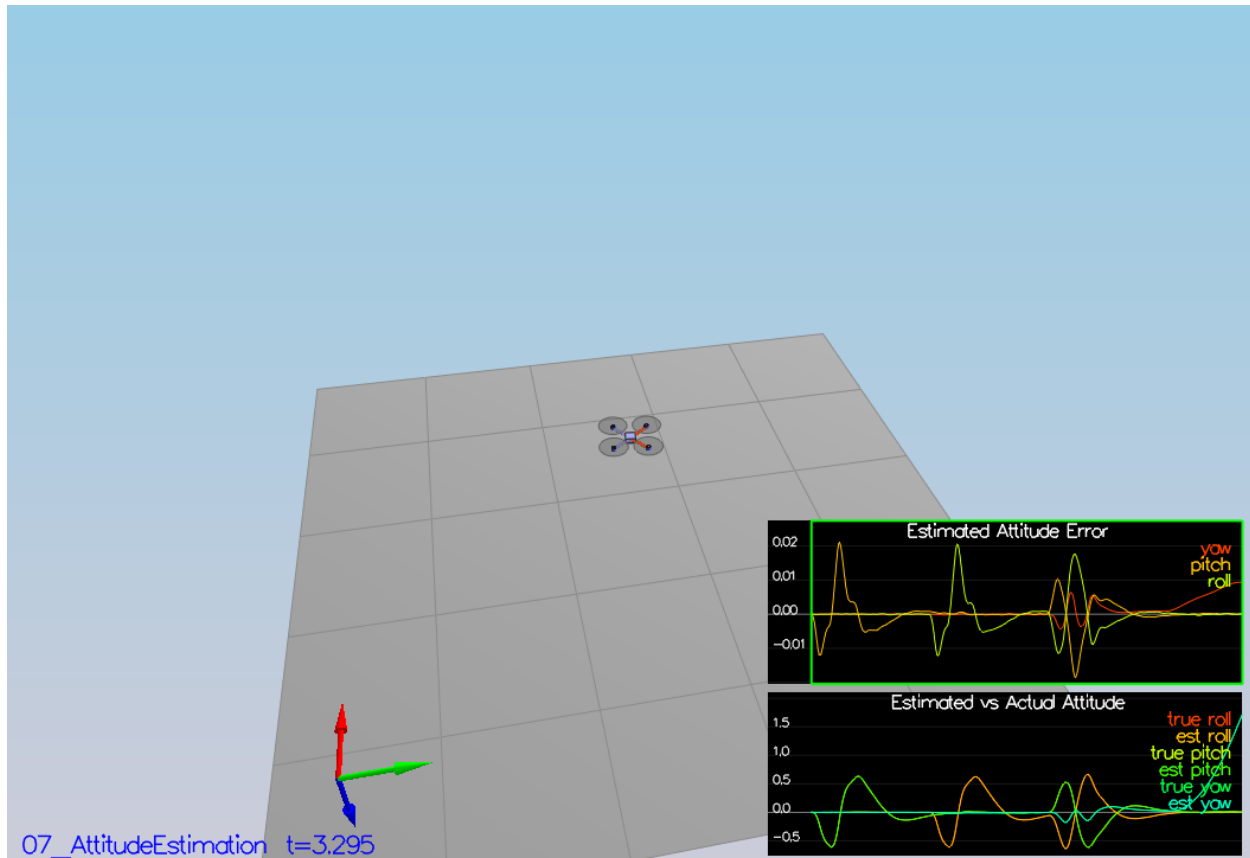 Estimated Attitude Error
0.02
yaw
pitch
0.01
roll
0.00
-0.01
Estimated vs Actual Attitude
1.5
true roll
est roll
1.0
true pitch
est pitch
0.5
true yaw
est yaw
0.0
-0.5
07_AttitudeEstimation t=3.295